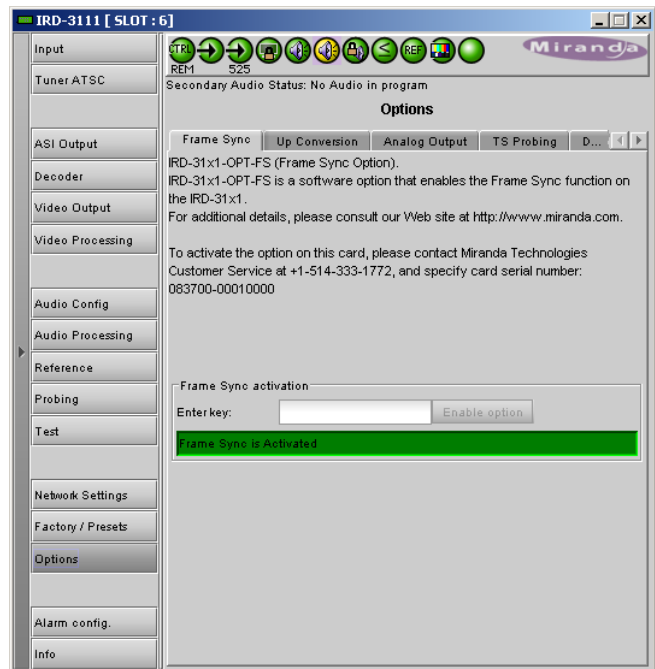 IRD-3111 [ SLOT : 6]
Input
Tuner ATSC
ASI Output
Decoder
Video Output
Video Processing
Audio Config
Audio Processing
Reference
Probing
Test
Network Settings
Factory / Presets
Options
Alarm config.
Info
CTRL
REF
Miranda
REM
525
Secondary Audio Status: No Audio in program
Options
Frame Sync
Up Conversion
Analog Output
TS Probing
D...
IRD-31x1-OPT-FS (Frame Sync Option).
IRD-31x1-OPT-FS is a software option that enables the Frame Sync function on
the IRD-31x1.
For additional details, please consult our Web site at http://www.miranda.com.
To activate the option on this card, please contact Miranda Technologies
Customer Service at +1-514-333-1772, and specify card serial number:
083700-00010000
Frame Sync activation
Enter key:
Enable option
Frame Sync is Activated